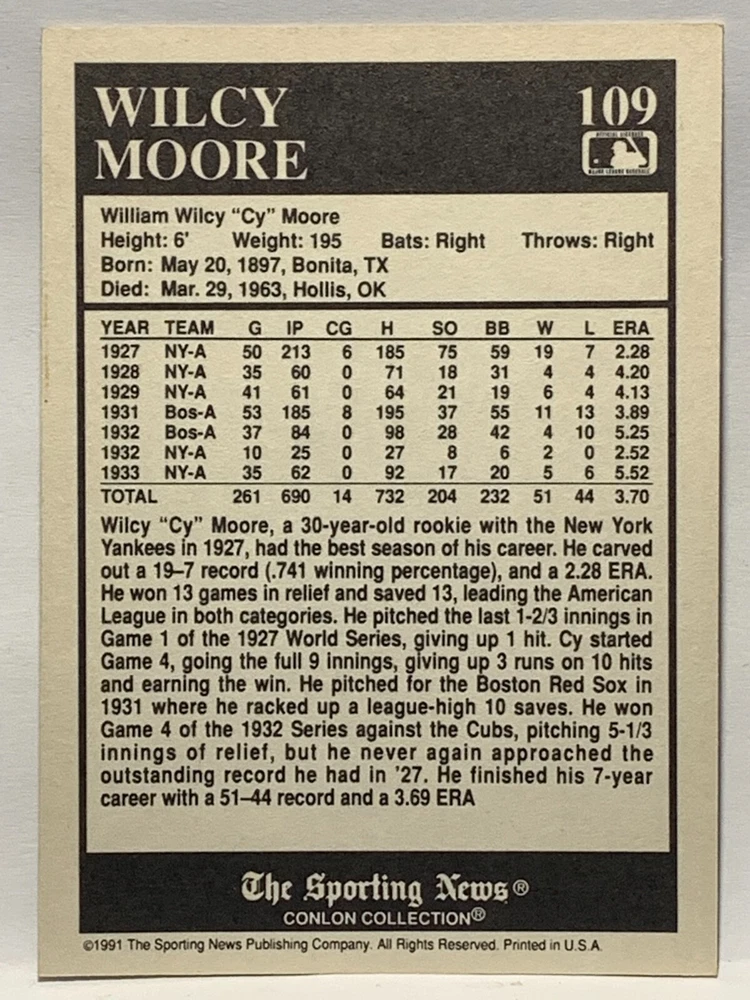 WILCY 109
MOORE
OFFICIAL LICENSEE
MAJOR LEAGUE BASEBALL
William Wilcy “Cy” Moore
Height: 6' Weight: 195 Bats: Right Throws: Right
Born: May 20, 1897, Bonita, TX
Died: Mar. 29, 1963, Hollis, OK
YEAR TEAM G IP CG H SO BB W L ERA
1927 NY-A 50 213 6 185 75 59 19 7 2.28
1928 NY-A 35 60 0 71 18 31 4 4 4.20
1929 NY-A 41 61 0 64 21 19 6 4 4.13
1931 Bos-A 53 185 8 195 37 55 11 13 3.89
1932 Bos-A 37 84 0 98 28 42 4 10 5.25
1932 NY-A 10 25 0 27 8 6 2 0 2.52
1933 NY-A 35 62 0 92 17 20 5 6 5.52
TOTAL 261 690 14 732 204 232 51 44 3.70
Wilcy “Cy” Moore, a 30-year-old rookie with the New York
Yankees in 1927, had the best season of his career. He carved
out a 19–7 record (.741 winning percentage), and a 2.28 ERA.
He won 13 games in relief and saved 13, leading the American
League in both categories. He pitched the last 1-2/3 innings in
Game 1 of the 1927 World Series, giving up 1 hit. Cy started
Game 4, going the full 9 innings, giving up 3 runs on 10 hits
and earning the win. He pitched for the Boston Red Sox in
1931 where he racked up a league-high 10 saves. He won
Game 4 of the 1932 Series against the Cubs, pitching 5-1/3
innings of relief, but he never again approached the
outstanding record he had in '27. He finished his 7-year
career with a 51–44 record and a 3.69 ERA
The Sporting News®
CONLON COLLECTION®
©1991 The Sporting News Publishing Company. All Rights Reserved. Printed in U.S.A.